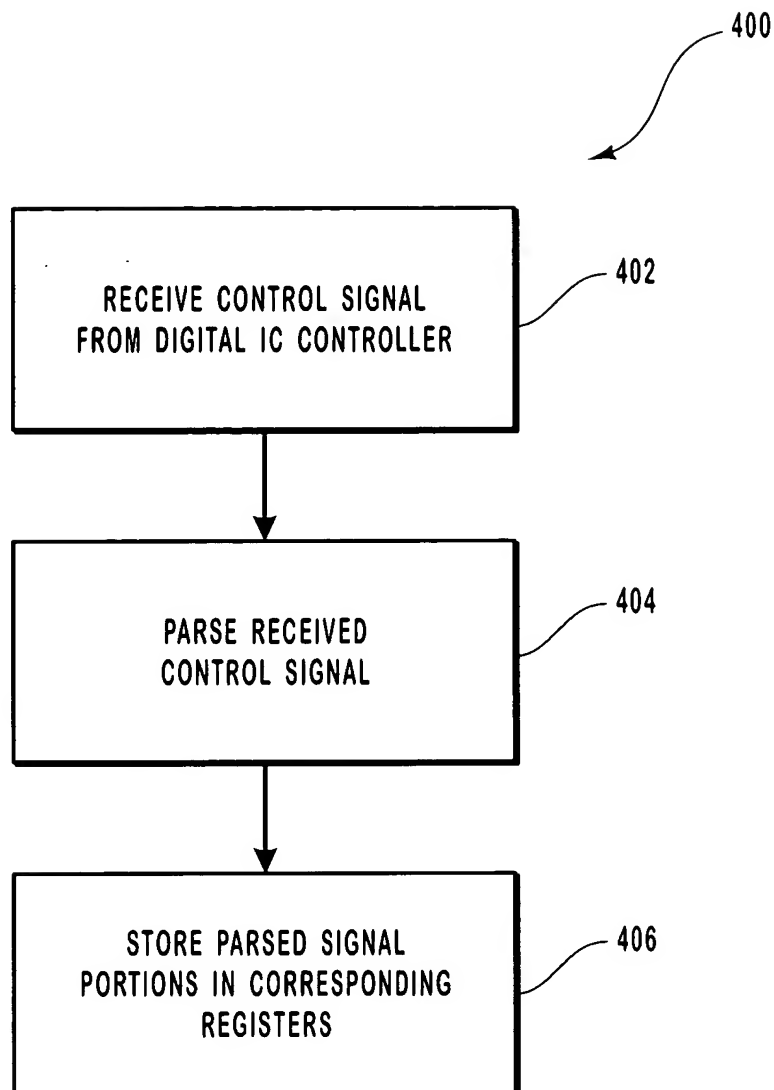 400
RECEIVE CONTROL SIGNAL
FROM DIGITAL IC CONTROLLER
402
PARSE RECEIVED
CONTROL SIGNAL
404
STORE PARSED SIGNAL
PORTIONS IN CORRESPONDING
REGISTERS
406